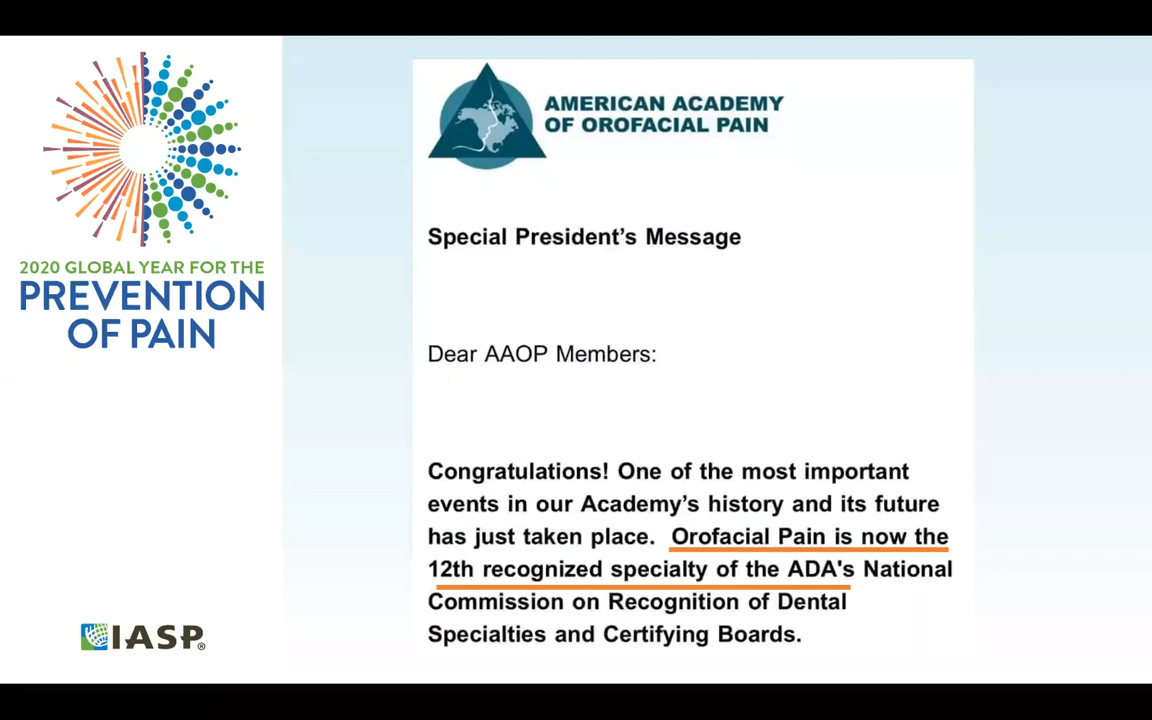 2020 GLOBAL YEAR FOR THE
PREVENTION
OF PAIN
IASP®
AMERICAN ACADEMY
OF OROFACIAL PAIN
Special President’s Message
Dear AAOP Members:
Congratulations! One of the most important
events in our Academy’s history and its future
has just taken place. Orofacial Pain is now the
12th recognized specialty of the ADA's National
Commission on Recognition of Dental
Specialties and Certifying Boards.